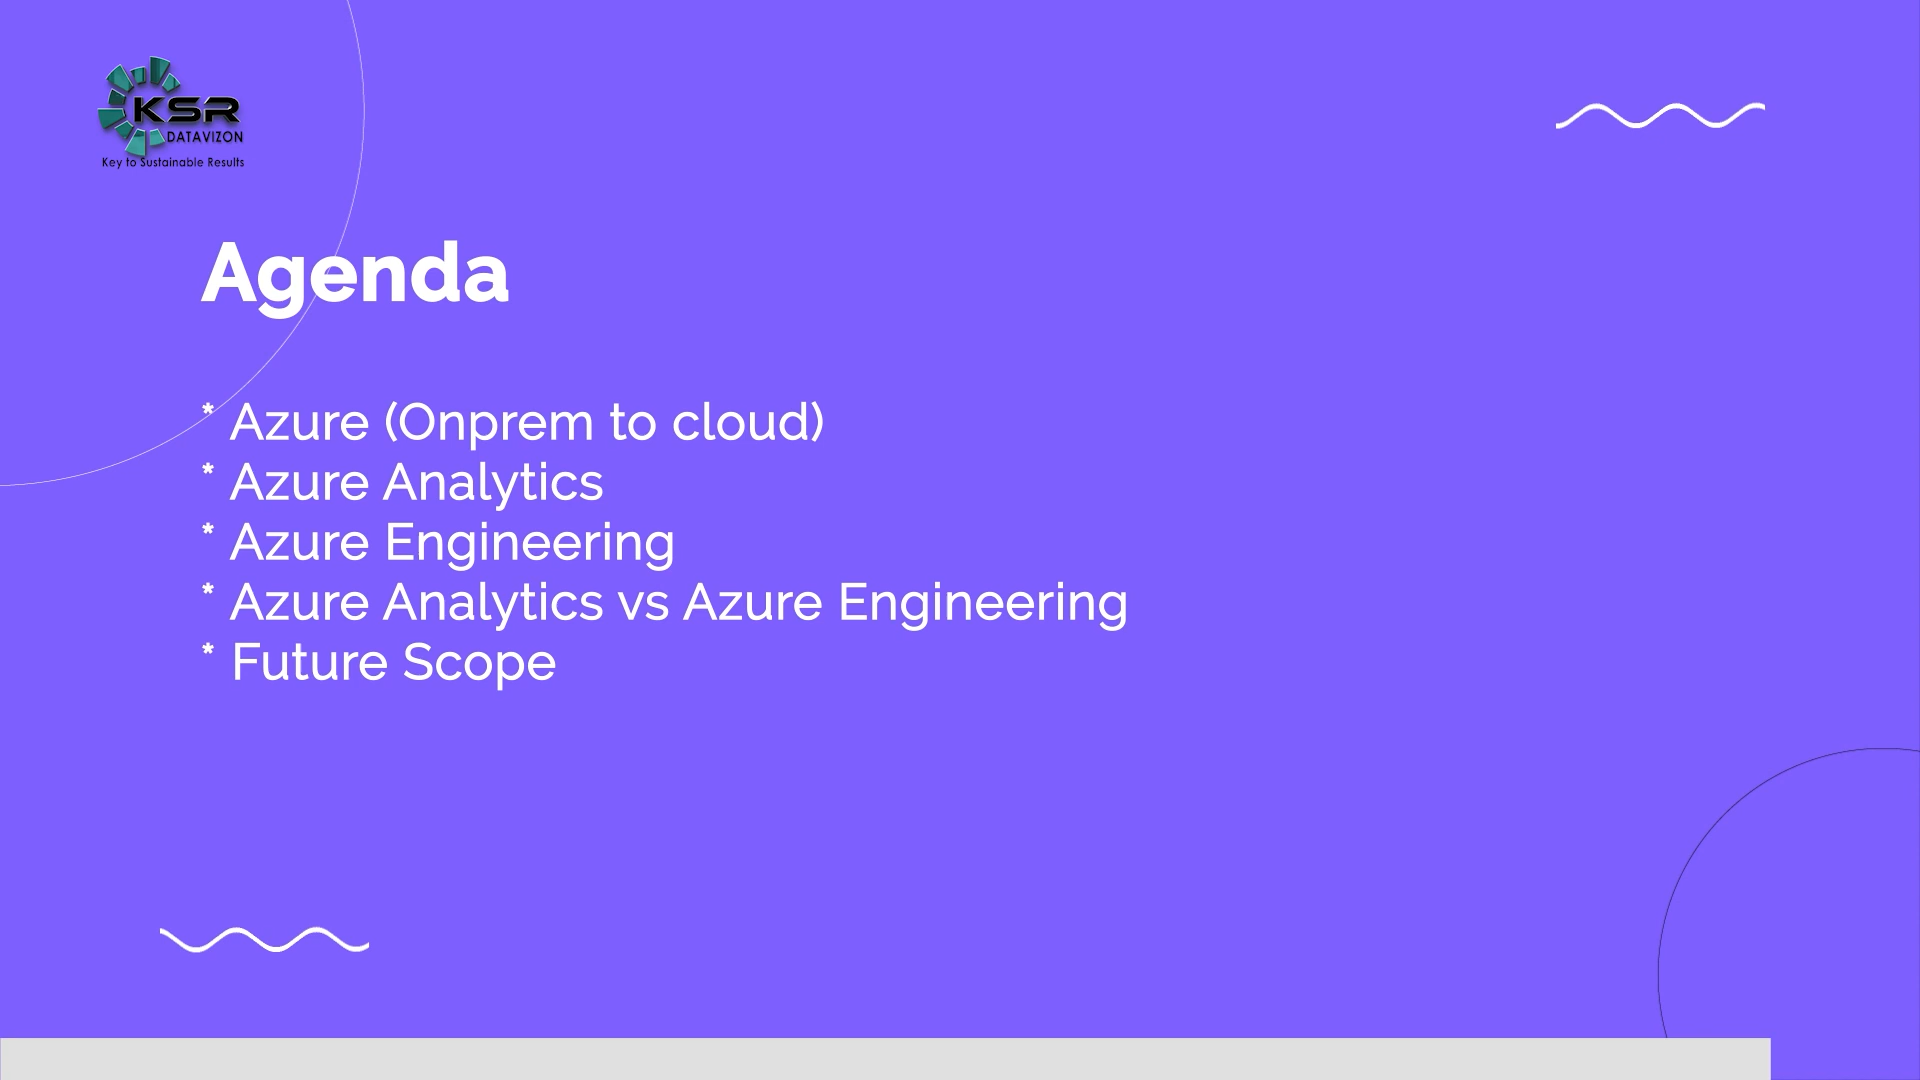 KSR
DATAVIZON
Key to Sustainable Results
Agenda
* Azure (Onprem to cloud)
* Azure Analytics
* Azure Engineering
* Azure Analytics vs Azure Engineering
* Future Scope